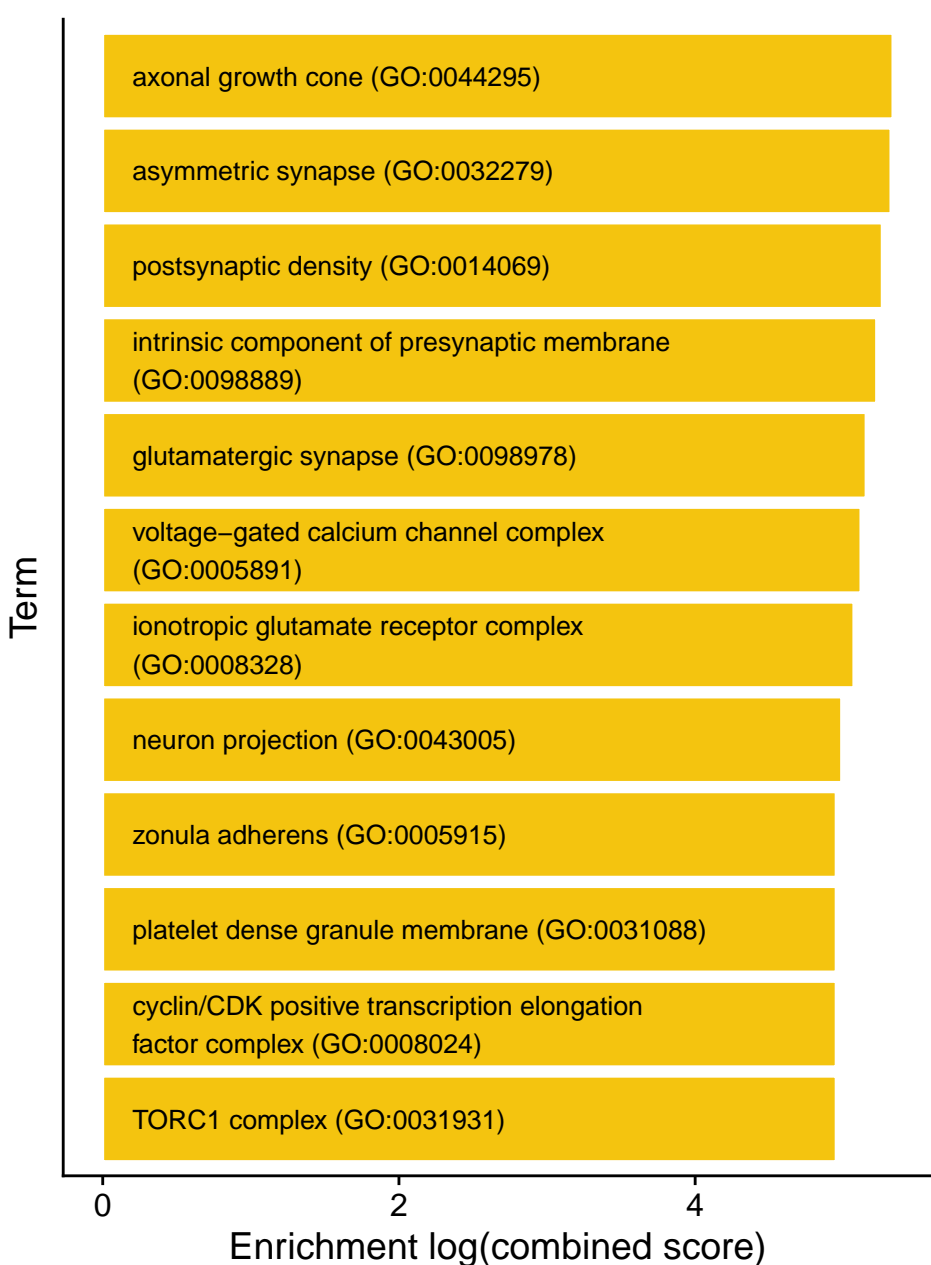 axonal growth cone (GO:0044295)
asymmetric synapse (GO:0032279)
postsynaptic density (GO:0014069)
intrinsic component of presynaptic membrane
(GO:0098889)
glutamatergic synapse (GO:0098978)
voltage−gated calcium channel complex
(GO:0005891)
ionotropic glutamate receptor complex
(GO:0008328)
neuron projection (GO:0043005)
zonula adherens (GO:0005915)
platelet dense granule membrane (GO:0031088)
cyclin/CDK positive transcription elongation
factor complex (GO:0008024)
TORC1 complex (GO:0031931)
Term
0 2 4
Enrichment log(combined score)